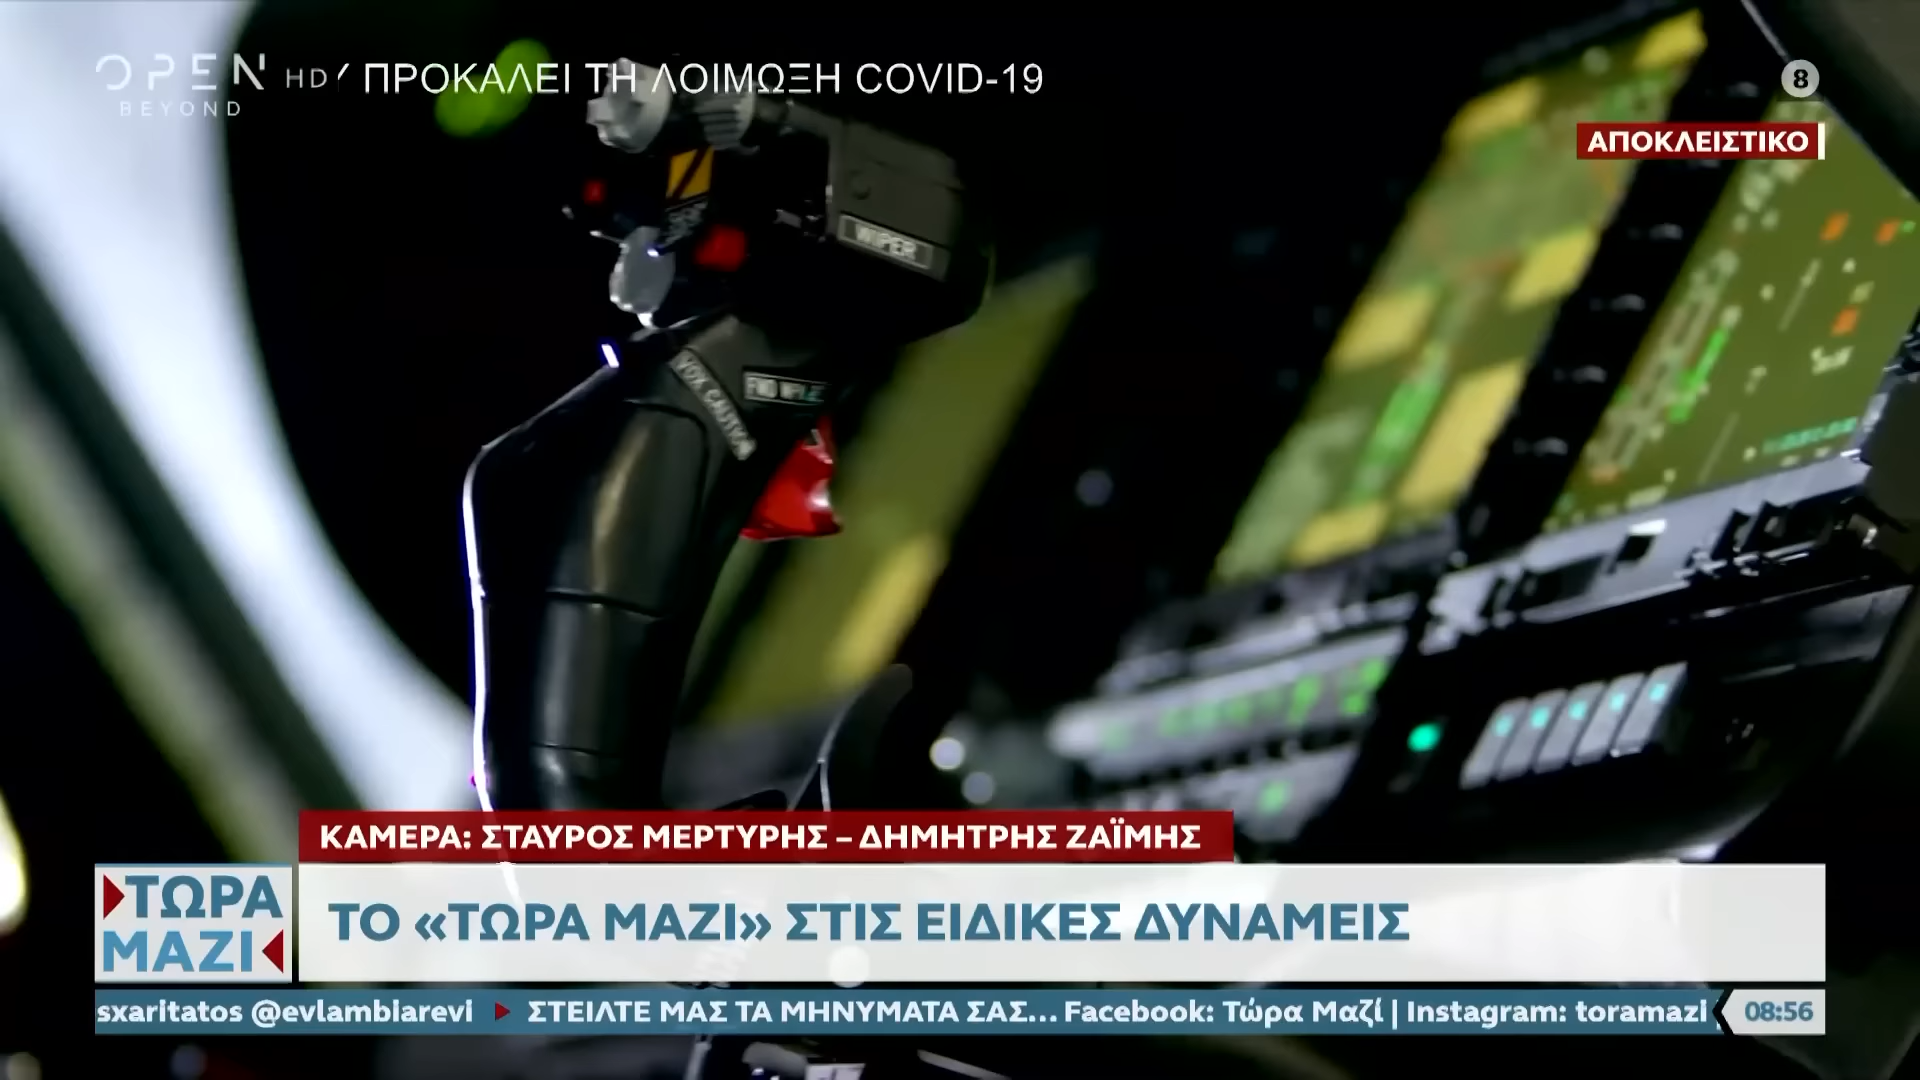 OPEN HD
BEYOND
ΠΡΟΚΑΛΕΙ ΤΗ ΛΟΙΜΩΞΗ COVID-19
8
ΑΠΟΚΛΕΙΣΤΙΚΟ
WIPER
ΚΑΜΕΡΑ: ΣΤΑΥΡΟΣ ΜΕΡΤΥΡΗΣ – ΔΗΜΗΤΡΗΣ ΖΑΪΜΗΣ
ΤΩΡΑ
ΜΑΖΙ
ΤΟ «ΤΩΡΑ ΜΑΖΙ» ΣΤΙΣ ΕΙΔΙΚΕΣ ΔΥΝΑΜΕΙΣ
sxaritatos @evlambiarevi ΣΤΕΙΛΤΕ ΜΑΣ ΤΑ ΜΗΝΥΜΑΤΑ ΣΑΣ... Facebook: Τώρα Μαζί | Instagram: toramazi | 08:56